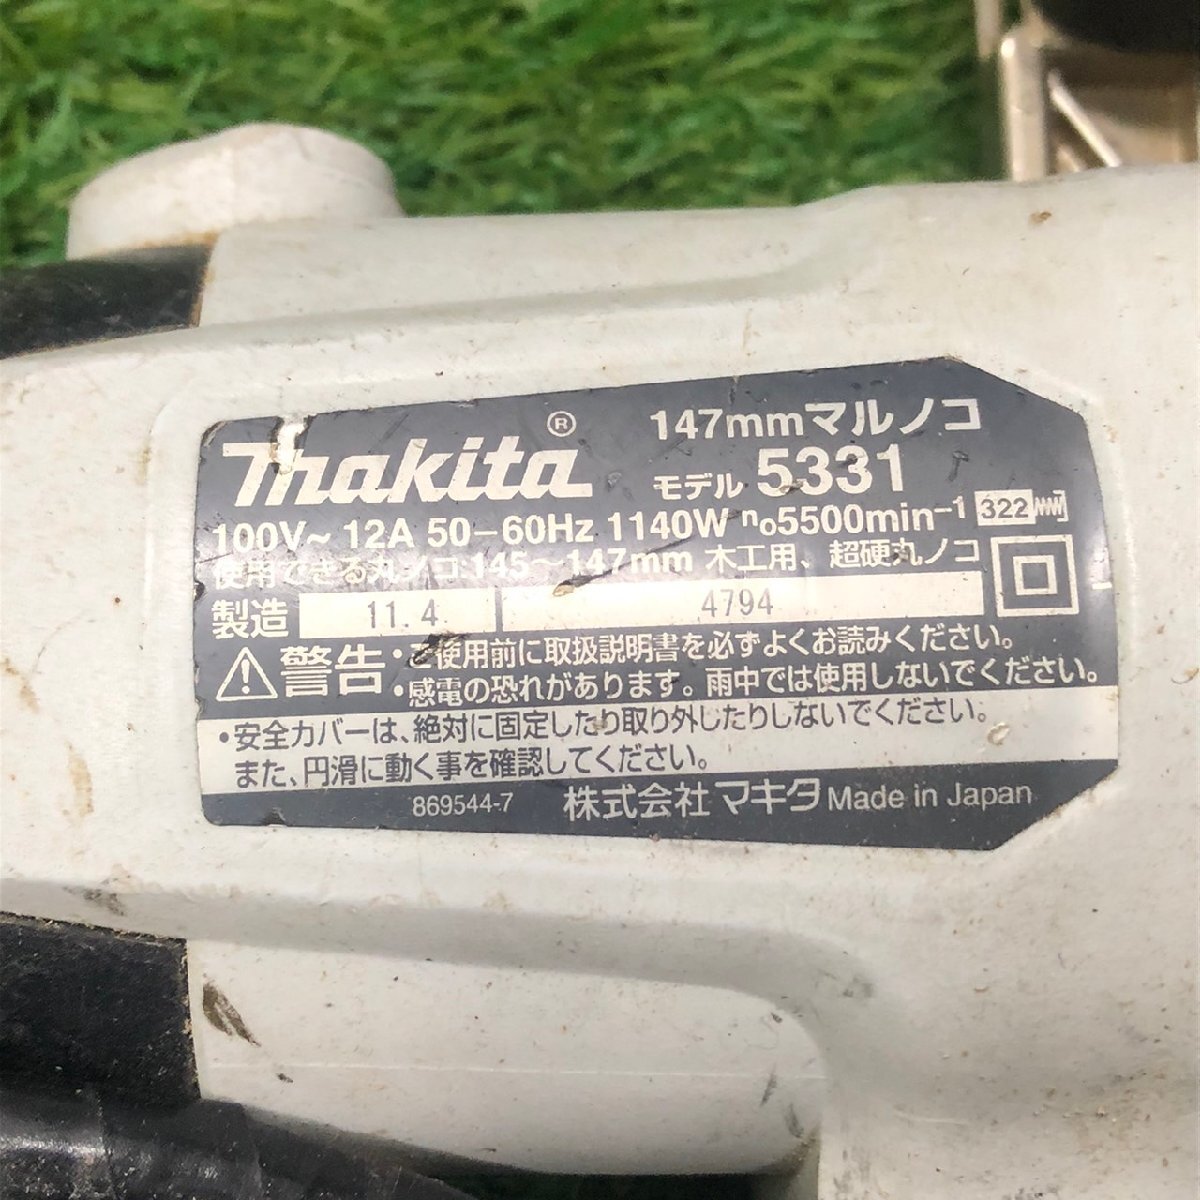 makita®
147mmマルノコ
モデル 5331
100V~ 12A 50-60Hz 1140W n₀5500min⁻¹ 322
使用できる丸ノコ:145~147mm 木工用、超硬丸ノコ
製造 11.4 4794
警告 ・ご使用前に取扱説明書を必ずよくお読みください。
・感電の恐れがあります。雨中では使用しないでください。
・安全カバーは、絶対に固定したり取り外したりしないでください。
また、円滑に動く事を確認してください。
869544-7 株式会社 マキタ Made in Japan